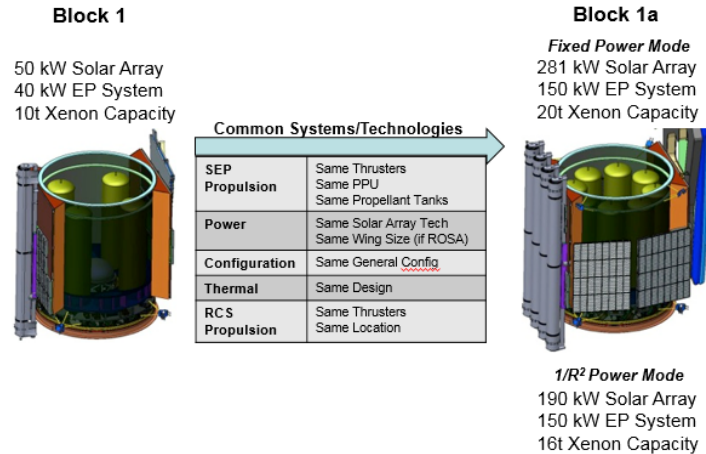 Block 1
50 kW Solar Array
40 kW EP System
10t Xenon Capacity
Common Systems/Technologies
SEP Propulsion
Same Thrusters
Same PPU
Same Propellant Tanks
Power
Same Solar Array Tech
Same Wing Size (if ROSA)
Configuration
Same General Config
Thermal
Same Design
RCS Propulsion
Same Thrusters
Same Location
Block 1a
Fixed Power Mode
281 kW Solar Array
150 kW EP System
20t Xenon Capacity
1/R² Power Mode
190 kW Solar Array
150 kW EP System
16t Xenon Capacity